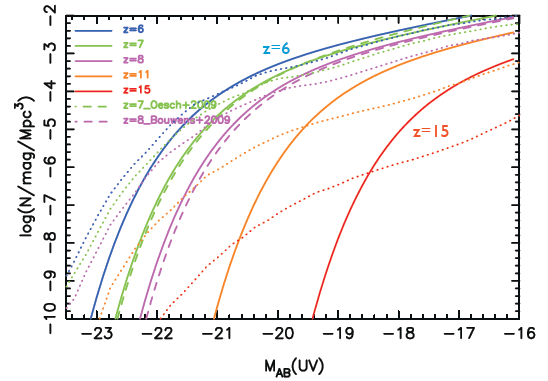 −2
z=6
z=7
z=8
z=11
z=15
z=7_Oesch+2009
z=8_Bouwens+2009
z=6
z=15
−3
−4
−5
−6
−7
−8
−9
−10
log(N/mag/Mpc³)
−23 −22 −21 −20 −19 −18 −17 −16
M_AB(UV)